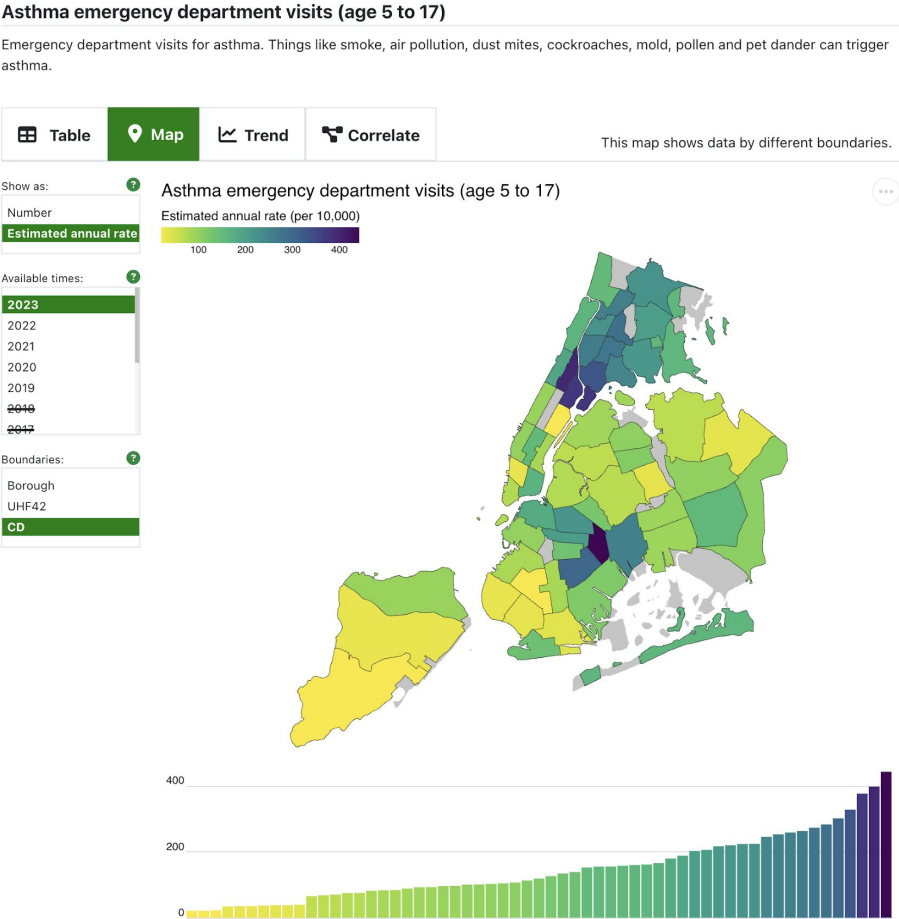 Asthma emergency department visits (age 5 to 17)
Emergency department visits for asthma. Things like smoke, air pollution, dust mites, cockroaches, mold, pollen and pet dander can trigger
asthma.
Table
Map
Trend
Correlate
This map shows data by different boundaries.
Show as:
?
Number
Estimated annual rate
Available times:
?
2023
2022
2021
2020
2019
2018
2017
Boundaries:
?
Borough
UHF42
CD
Asthma emergency department visits (age 5 to 17)
Estimated annual rate (per 10,000)
100 200 300 400
400
200
0